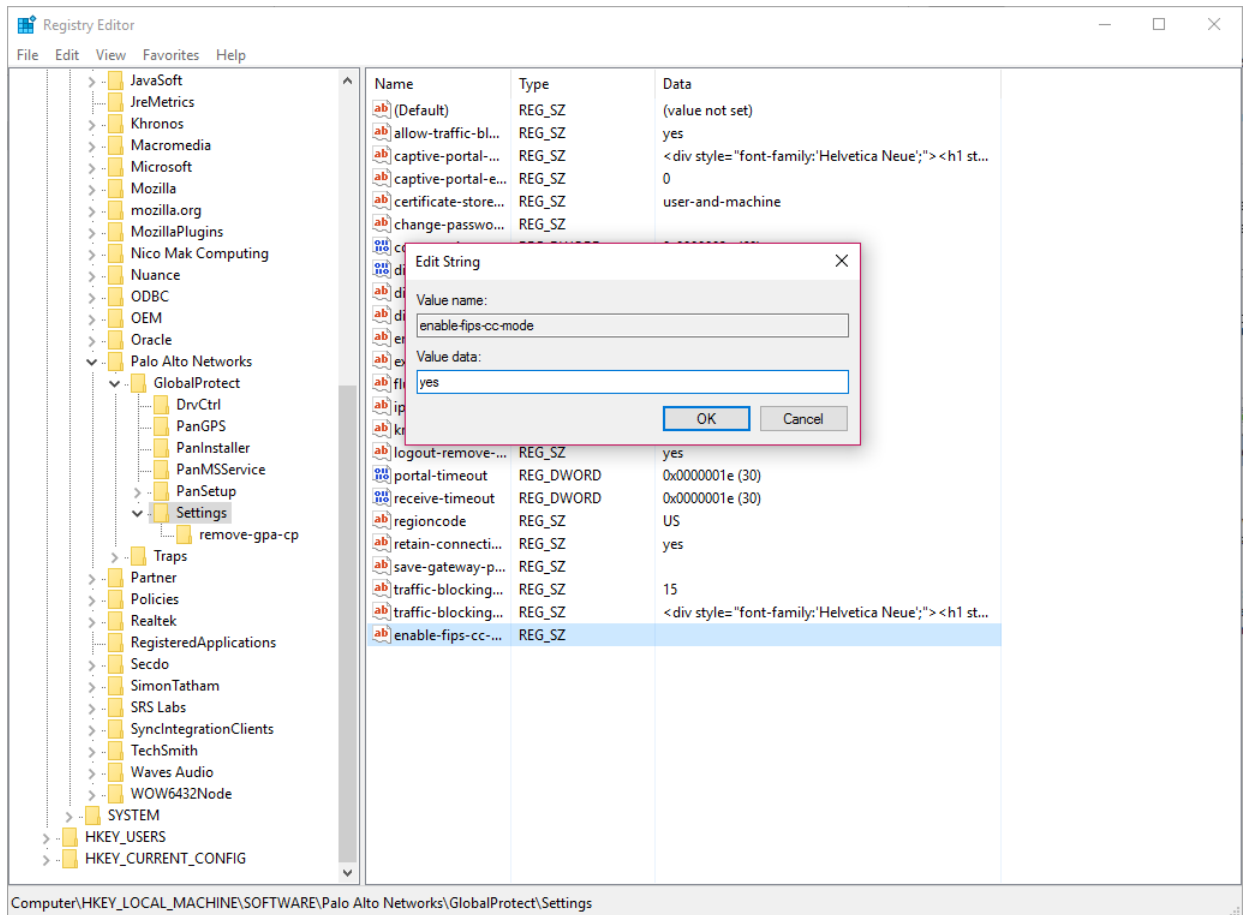 Registry Editor
File Edit View Favorites Help
JavaSoft
JreMetrics
Khronos
Macromedia
Microsoft
Mozilla
mozilla.org
MozillaPlugins
Nico Mak Computing
Nuance
ODBC
OEM
Oracle
Palo Alto Networks
GlobalProtect
DrvCtrl
PanGPS
PanInstaller
PanMSService
PanSetup
Settings
remove-gpa-cp
Traps
Partner
Policies
Realtek
RegisteredApplications
Secdo
SimonTatham
SRS Labs
SyncIntegrationClients
TechSmith
Waves Audio
WOW6432Node
SYSTEM
HKEY_USERS
HKEY_CURRENT_CONFIG
Name Type Data
(Default) REG_SZ (value not set)
allow-traffic-bl... REG_SZ yes
captive-portal-... REG_SZ <div style="font-family:'Helvetica Neue';"><h1 st...
captive-portal-e... REG_SZ 0
certificate-store... REG_SZ user-and-machine
change-passwo... REG_SZ
Edit String
Value name:
enable-fips-cc-mode
Value data:
yes
OK Cancel
logout-remove-... REG_SZ yes
portal-timeout REG_DWORD 0x0000001e (30)
receive-timeout REG_DWORD 0x0000001e (30)
regioncode REG_SZ US
retain-connecti... REG_SZ yes
save-gateway-p... REG_SZ
traffic-blocking... REG_SZ 15
traffic-blocking... REG_SZ <div style="font-family:'Helvetica Neue';"><h1 st...
enable-fips-cc-... REG_SZ
Computer\HKEY_LOCAL_MACHINE\SOFTWARE\Palo Alto Networks\GlobalProtect\Settings